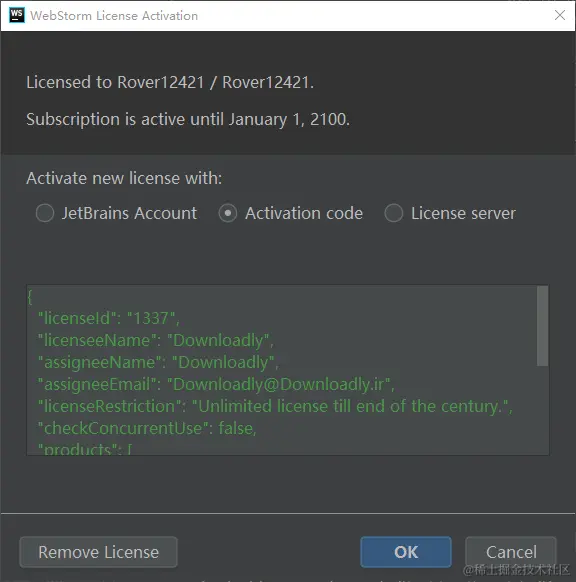 WS
WebStorm License Activation
Licensed to Rover12421 / Rover12421.
Subscription is active until January 1, 2100.
Activate new license with:
JetBrains Account Activation code License server
{
"licenseId": "1337",
"licenseeName": "Downloadly",
"assigneeName": "Downloadly",
"assigneeEmail": "Downloadly@Downloadly.ir",
"licenseRestriction": "Unlimited license till end of the century.",
"checkConcurrentUse": false,
"products": [
Remove License OK Cancel
@稀土掘金技术社区